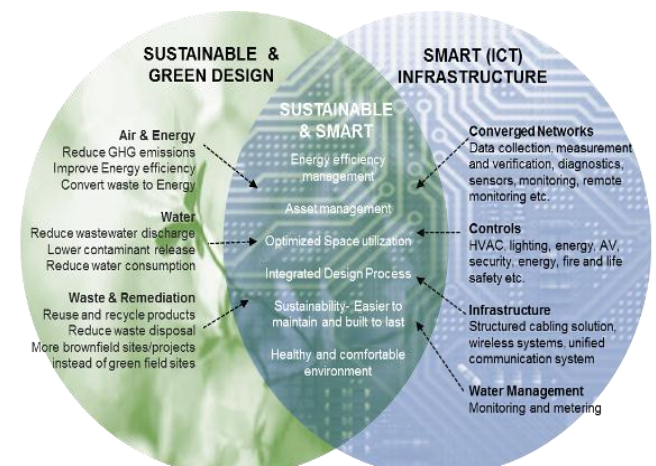 SUSTAINABLE &
GREEN DESIGN
Air & Energy
Reduce GHG emissions
Improve Energy efficiency
Convert waste to Energy
Water
Reduce wastewater discharge
Lower contaminant release
Reduce water consumption
Waste & Remediation
Reuse and recycle products
Reduce waste disposal
More brownfield sites/projects
instead of green field sites
SUSTAINABLE
& SMART
Energy efficiency
management
Asset management
Optimized Space utilization
Integrated Design Process
Sustainability- Easier to
maintain and built to last
Healthy and comfortable
environment
SMART (ICT)
INFRASTRUCTURE
Converged Networks
Data collection, measurement
and verification, diagnostics,
sensors, monitoring, remote
monitoring etc.
Controls
HVAC, lighting, energy, AV,
security, energy, fire and life
safety etc.
Infrastructure
Structured cabling solution,
wireless systems, unified
communication system
Water Management
Monitoring and metering